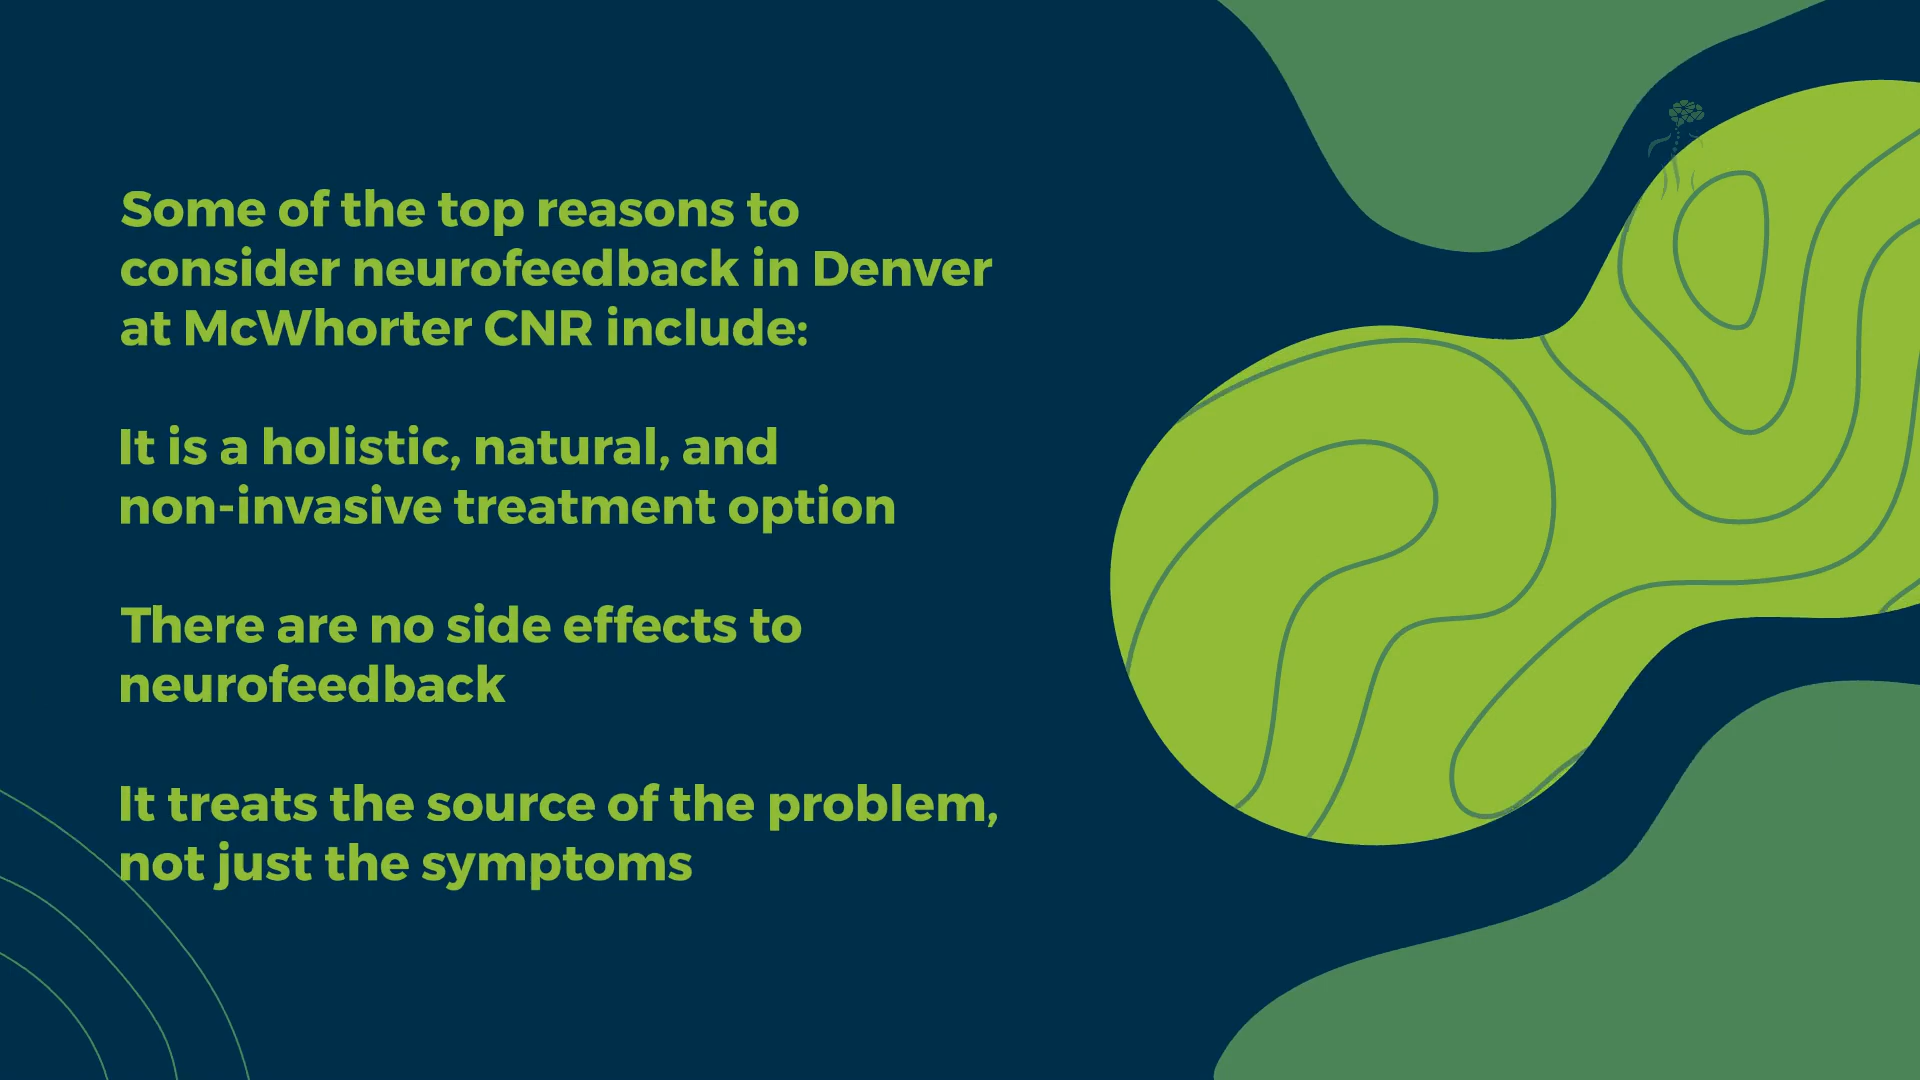 Some of the top reasons to
consider neurofeedback in Denver
at McWhorter CNR include:
It is a holistic, natural, and
non-invasive treatment option
There are no side effects to
neurofeedback
It treats the source of the problem,
not just the symptoms